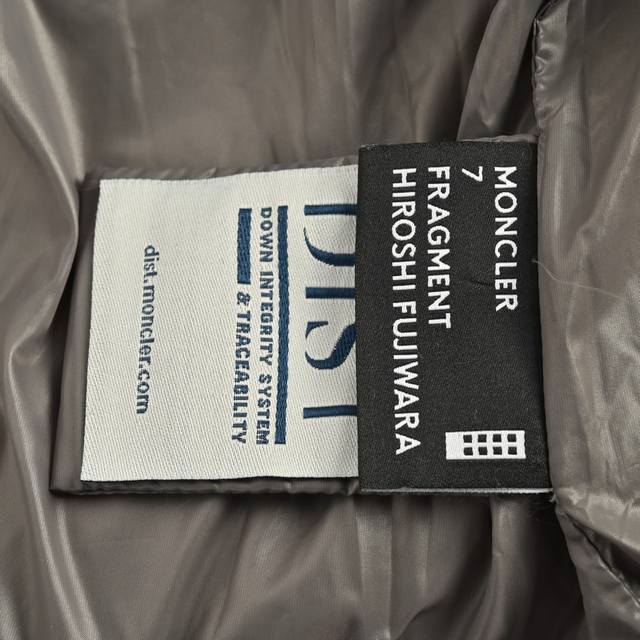 MONCLER
7
FRAGMENT
HIROSHI FUJIWARA
DIST
DOWN INTEGRITY SYSTEM
& TRACEABILITY
dist.moncler.com